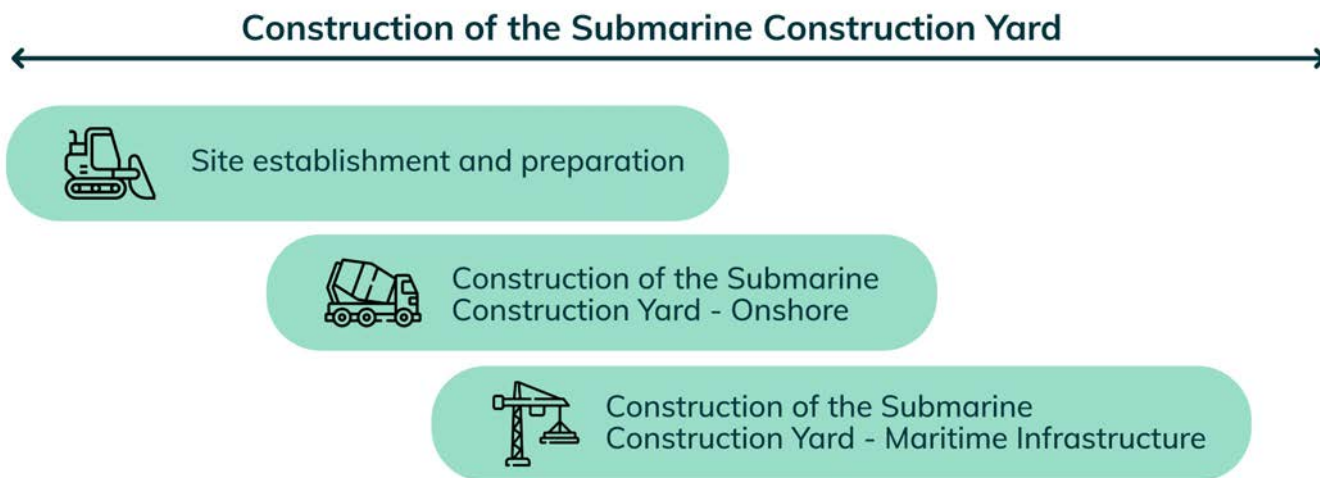 Construction of the Submarine Construction Yard
Site establishment and preparation
Construction of the Submarine
Construction Yard - Onshore
Construction of the Submarine
Construction Yard - Maritime Infrastructure